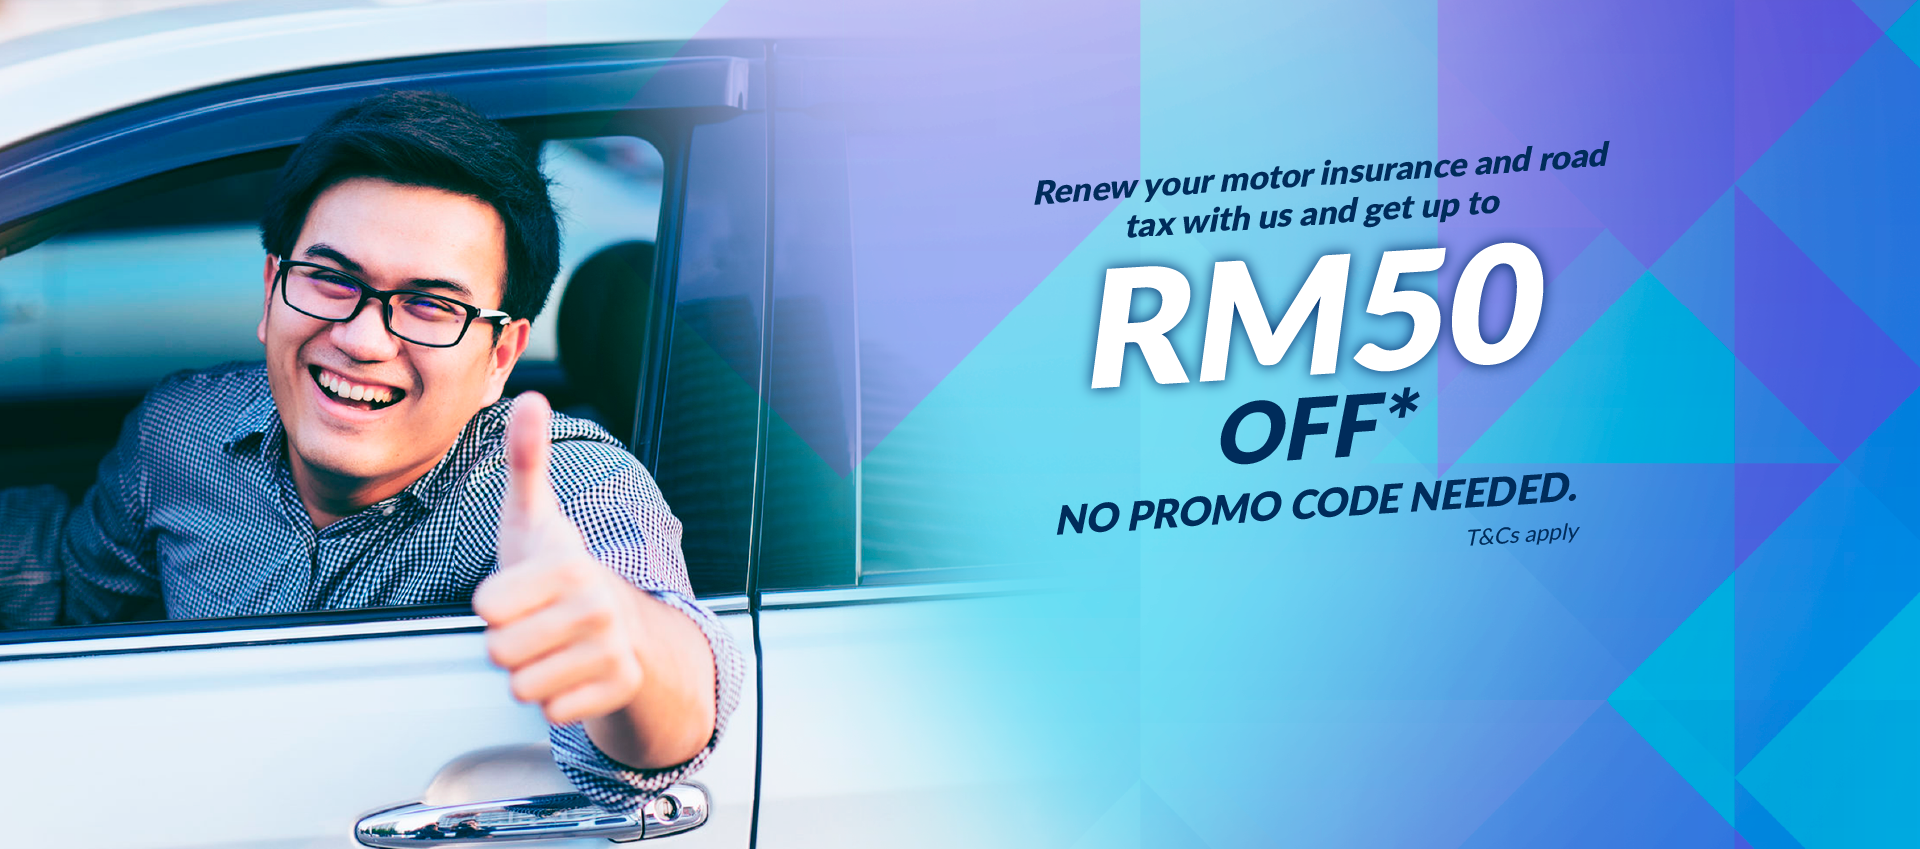 Renew your motor insurance and road
tax with us and get up to
RM50
OFF*
NO PROMO CODE NEEDED.
T&Cs apply